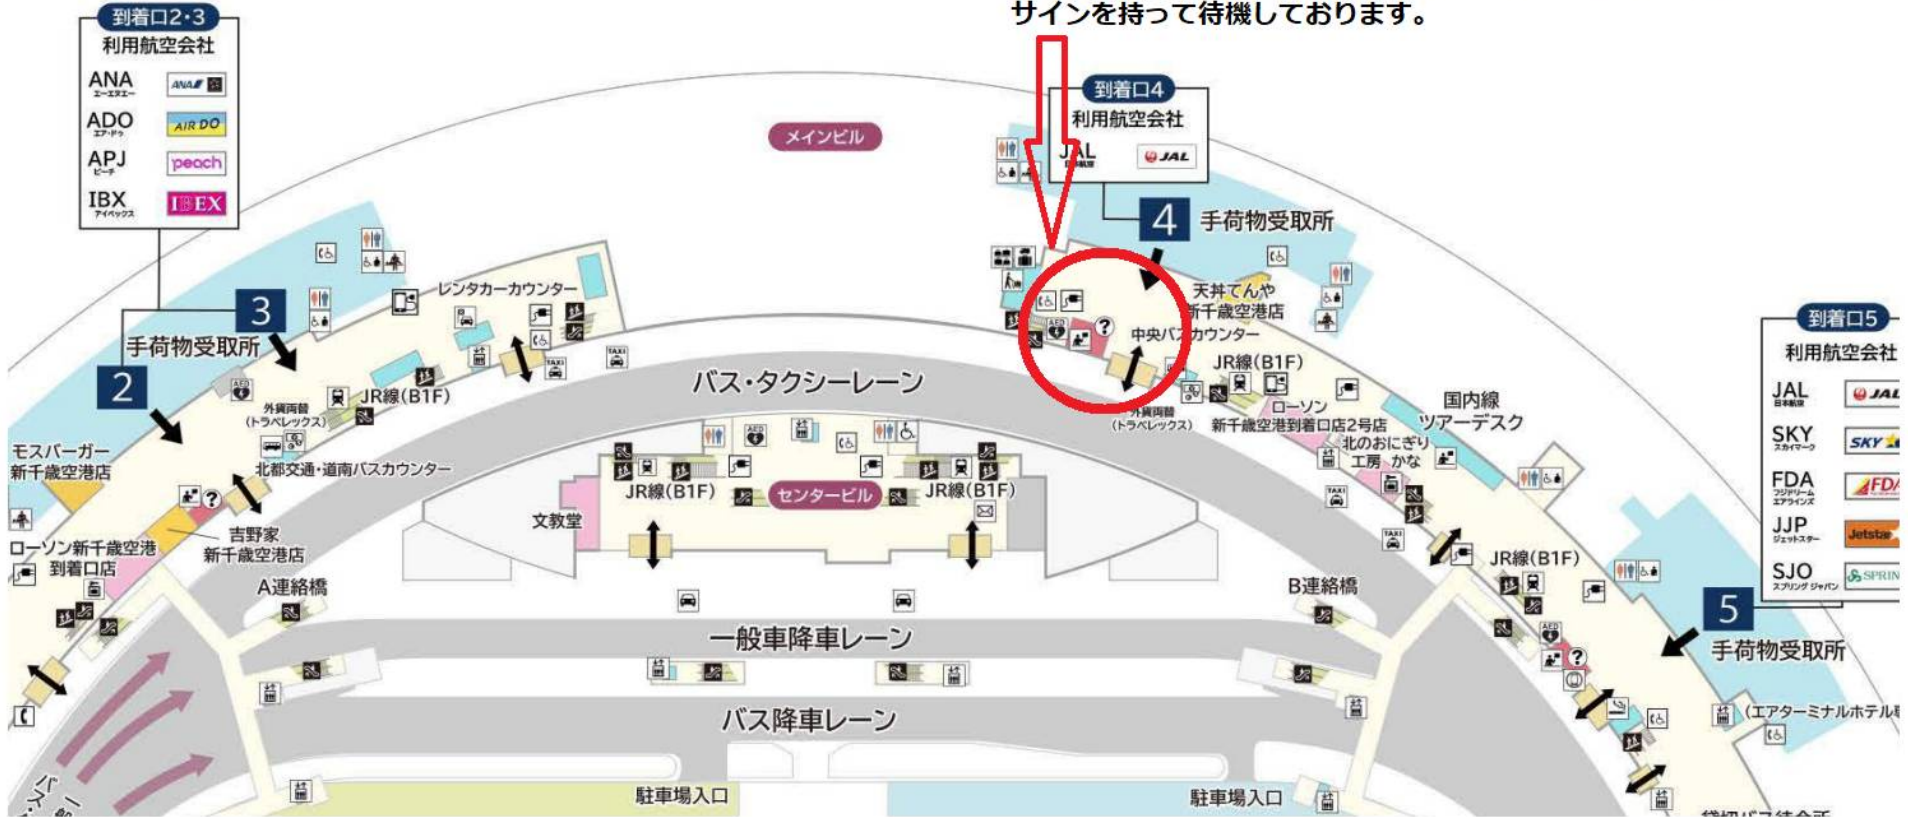 サインを持って待機しております。
到着口2・3
利用航空会社
ANA
エーエヌエー
ANA
ADO
エア・ドゥ
AIR DO
APJ
ピーチ
peach
IBX
アイベックス
IBEX
メインビル
到着口4
利用航空会社
JAL
日本航空
JAL
4
手荷物受取所
3
手荷物受取所
2
レンタカーカウンター
天丼てんや
新千歳空港店
中央バスカウンター
AED
TAXI
TAXI
バス・タクシーレーン
JR線(B1F)
外貨両替
(トラベレックス)
JR線(B1F)
外貨両替
(トラベレックス)
ローソン
新千歳空港到着口店2号店
北のおにぎり
工房 かな
国内線
ツアーデスク
AED
モスバーガー
新千歳空港店
北都交通・道南バスカウンター
吉野家
新千歳空港店
ローソン新千歳空港
到着口店
AED
JR線(B1F)
センタービル
JR線(B1F)
文教堂
TAXI
TAXI
到着口5
利用航空会社
JAL
日本航空
JAL
SKY
スカイマーク
SKY
FDA
フジドリーム
エアラインズ
FDA
JJP
ジェットスター
Jetstar
SJO
スプリング ジャパン
SPRIN
JR線(B1F)
AED
5
手荷物受取所
(エアターミナルホテル
A連絡橋
B連絡橋
一般車降車レーン
バス降車レーン
駐車場入口
駐車場入口